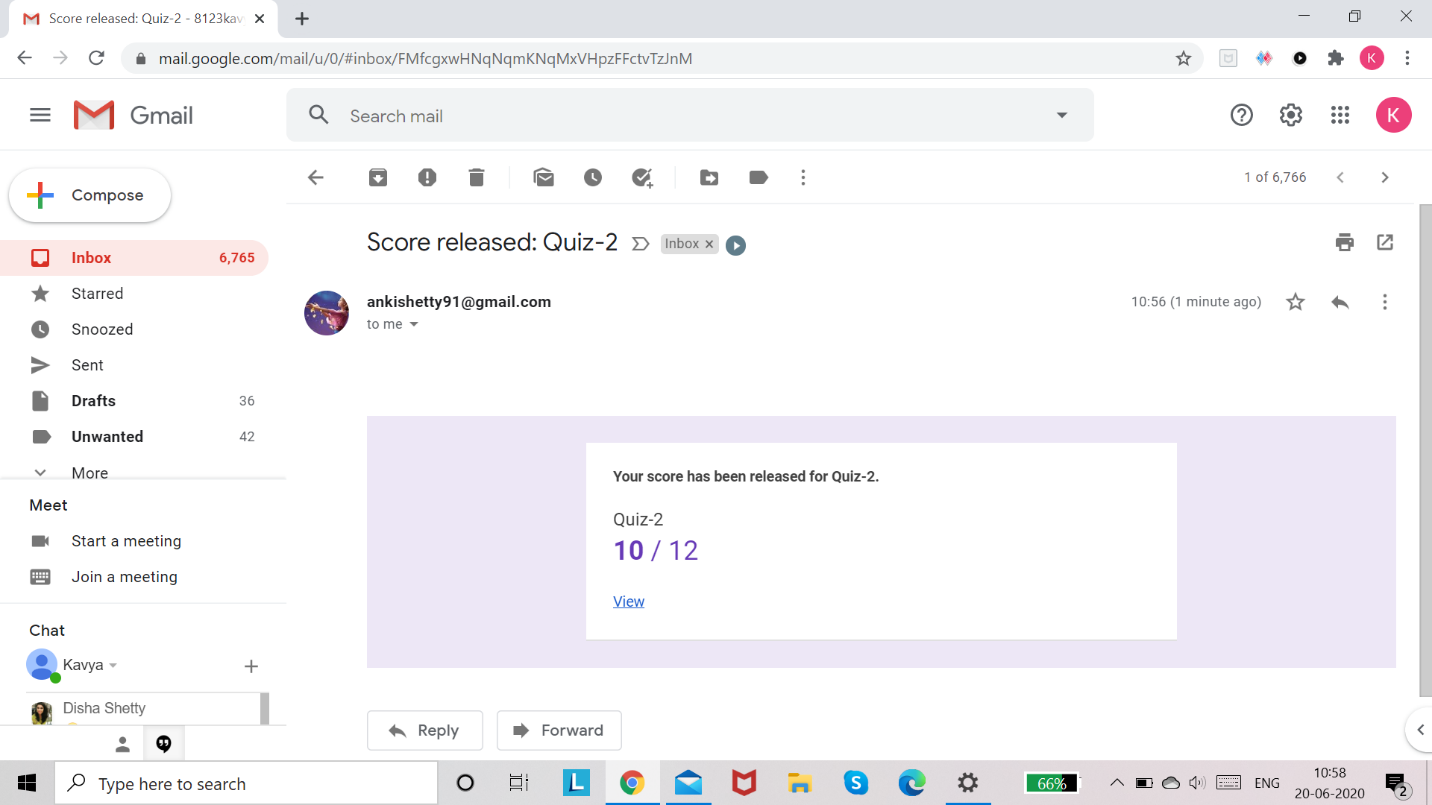 Score released: Quiz-2 - 8123kav
mail.google.com/mail/u/0/#inbox/FMfcgxwHNqNqmKNqMxVHpzFFctvTzJnM
K
Gmail
Search mail
K
Compose
1 of 6,766
Inbox 6,765
Starred
Snoozed
Sent
Drafts 36
Unwanted 42
More
Meet
Start a meeting
Join a meeting
Chat
Kavya
Disha Shetty
Score released: Quiz-2
Inbox ×
ankishetty91@gmail.com
10:56 (1 minute ago)
to me
Your score has been released for Quiz-2.
Quiz-2
10 / 12
View
Reply
Forward
Type here to search
L
S
66%
ENG
10:58
20-06-2020
2